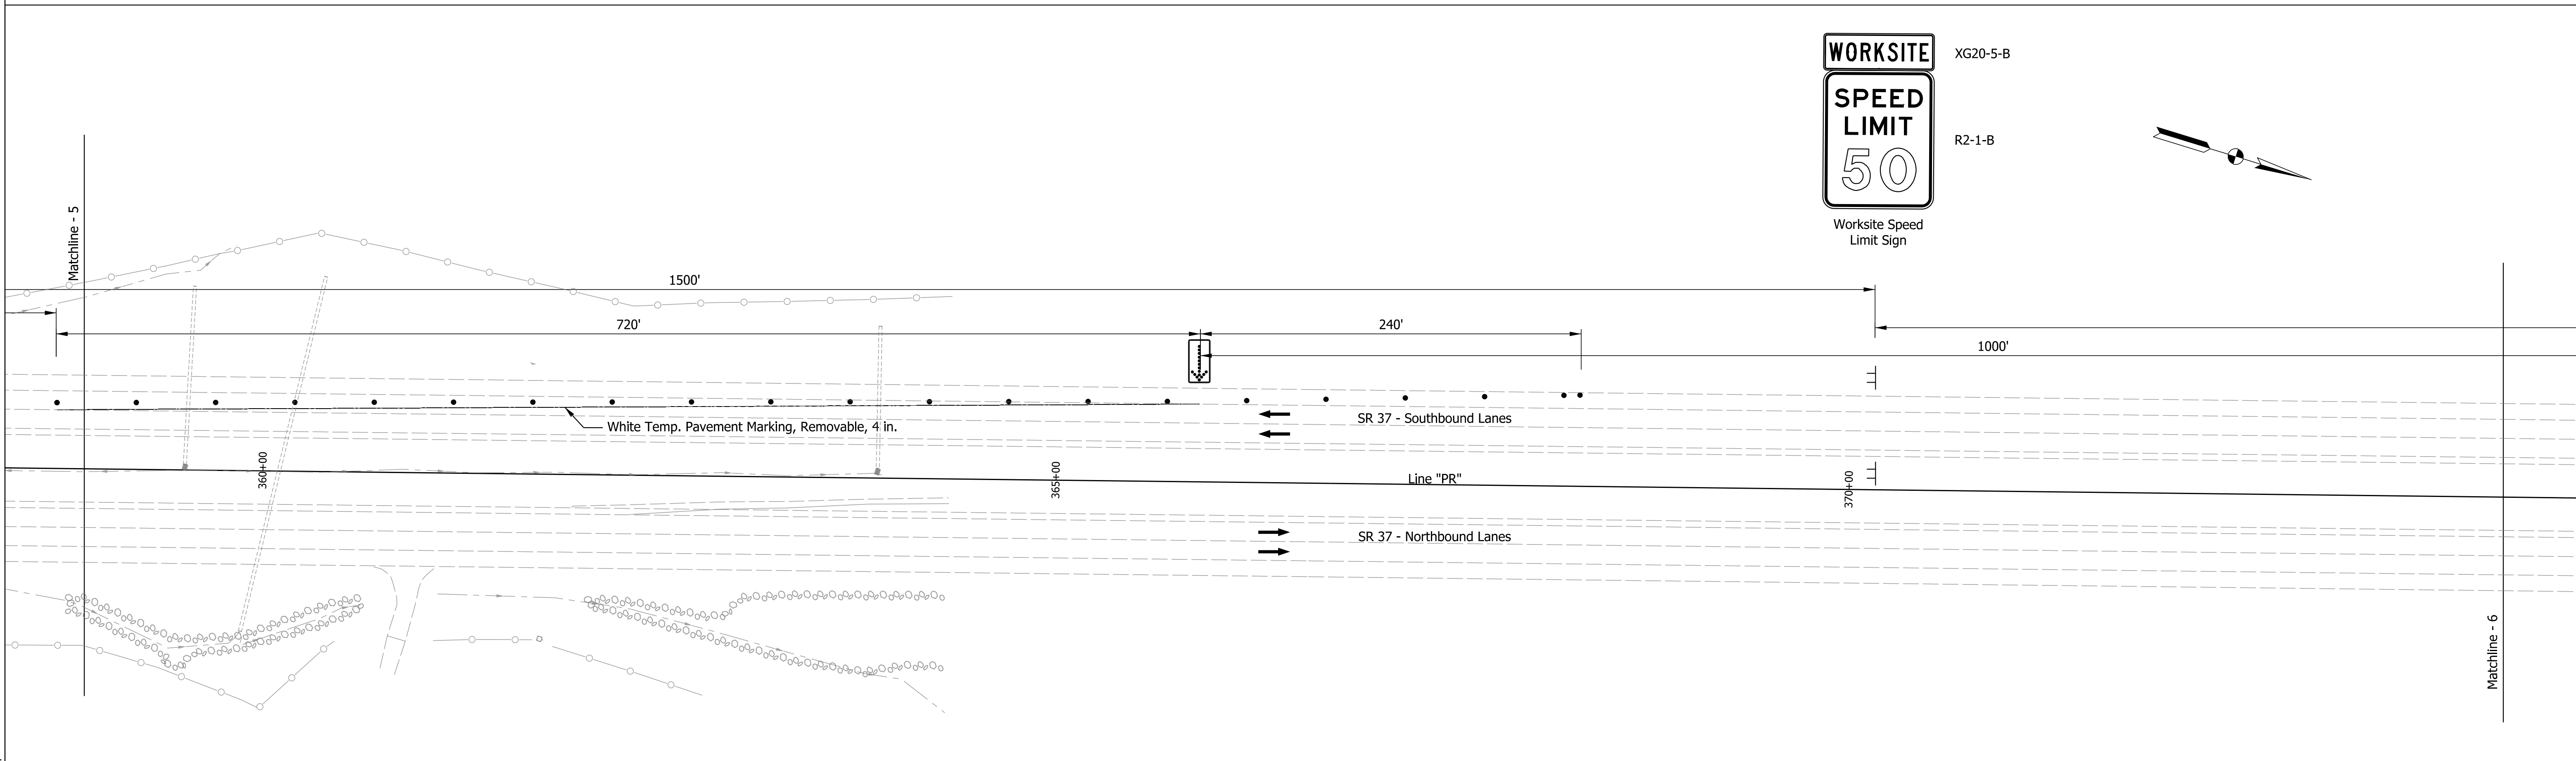 WORKSITE
XG20-5-B
SPEED
LIMIT
50
R2-1-B
Worksite Speed
Limit Sign
Matchline - 5
1500'
720'
240'
1000'
White Temp. Pavement Marking, Removable, 4 in.
SR 37 - Southbound Lanes
360+00
365+00
Line "PR"
370+00
SR 37 - Northbound Lanes
Matchline - 6